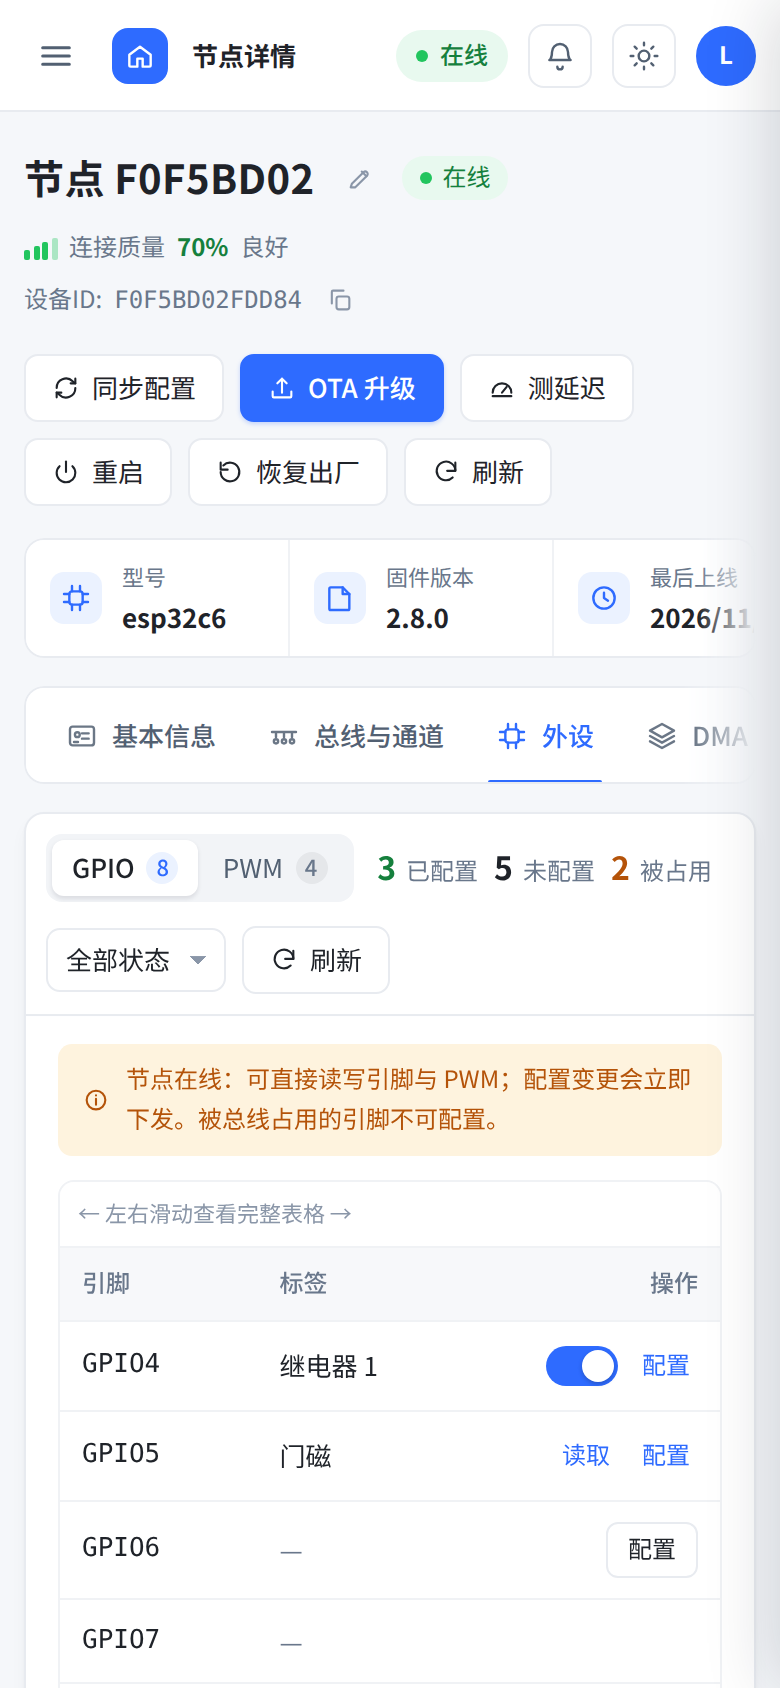 节点详情
在线
L
节点 F0F5BD02
在线
连接质量 70% 良好
设备ID: F0F5BD02FDD84
同步配置
OTA 升级
测延迟
重启
恢复出厂
刷新
型号
esp32c6
固件版本
2.8.0
最后上线
2026/11
基本信息
总线与通道
外设
DMA
GPIO 8
PWM 4
3 已配置 5 未配置 2 被占用
全部状态
刷新
节点在线：可直接读写引脚与 PWM；配置变更会立即
下发。被总线占用的引脚不可配置。
← 左右滑动查看完整表格 →
引脚 标签 操作
GPIO4 继电器 1 配置
GPIO5 门磁 读取 配置
GPIO6 — 配置
GPIO7 —